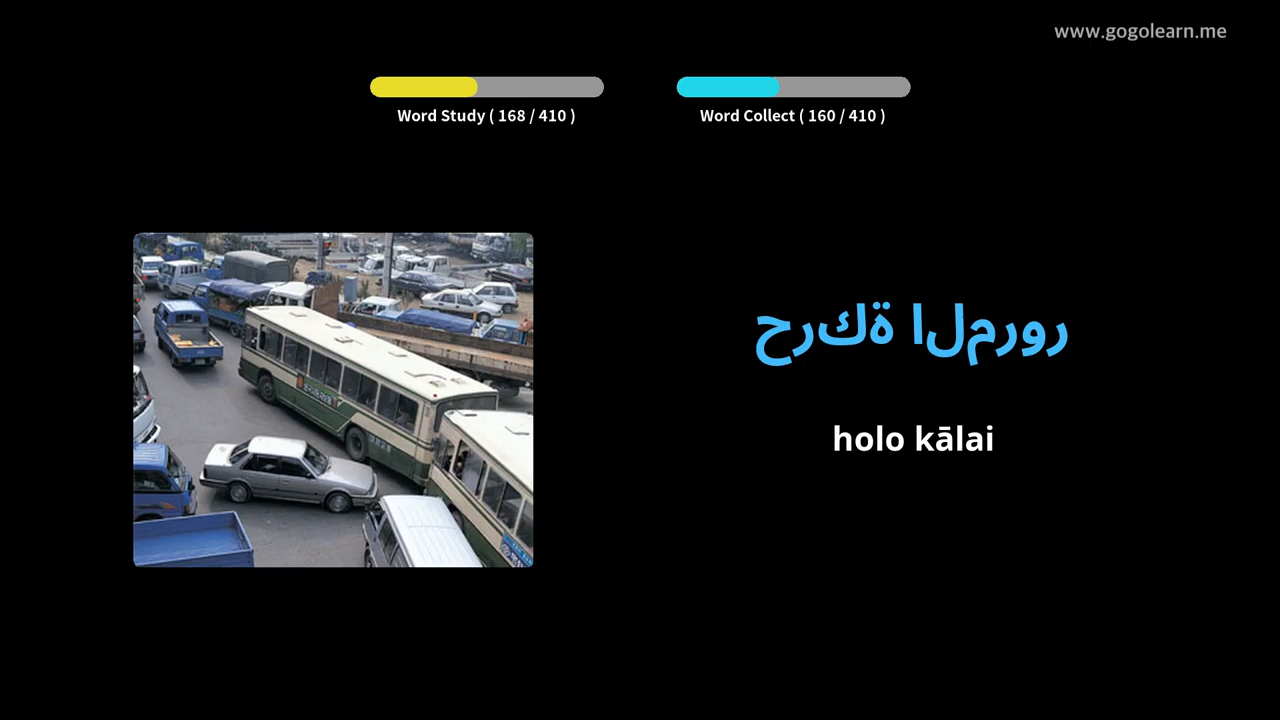 www.gogolearn.me
Word Study ( 168 / 410 )
Word Collect ( 160 / 410 )
حركة المرور
holo kālai